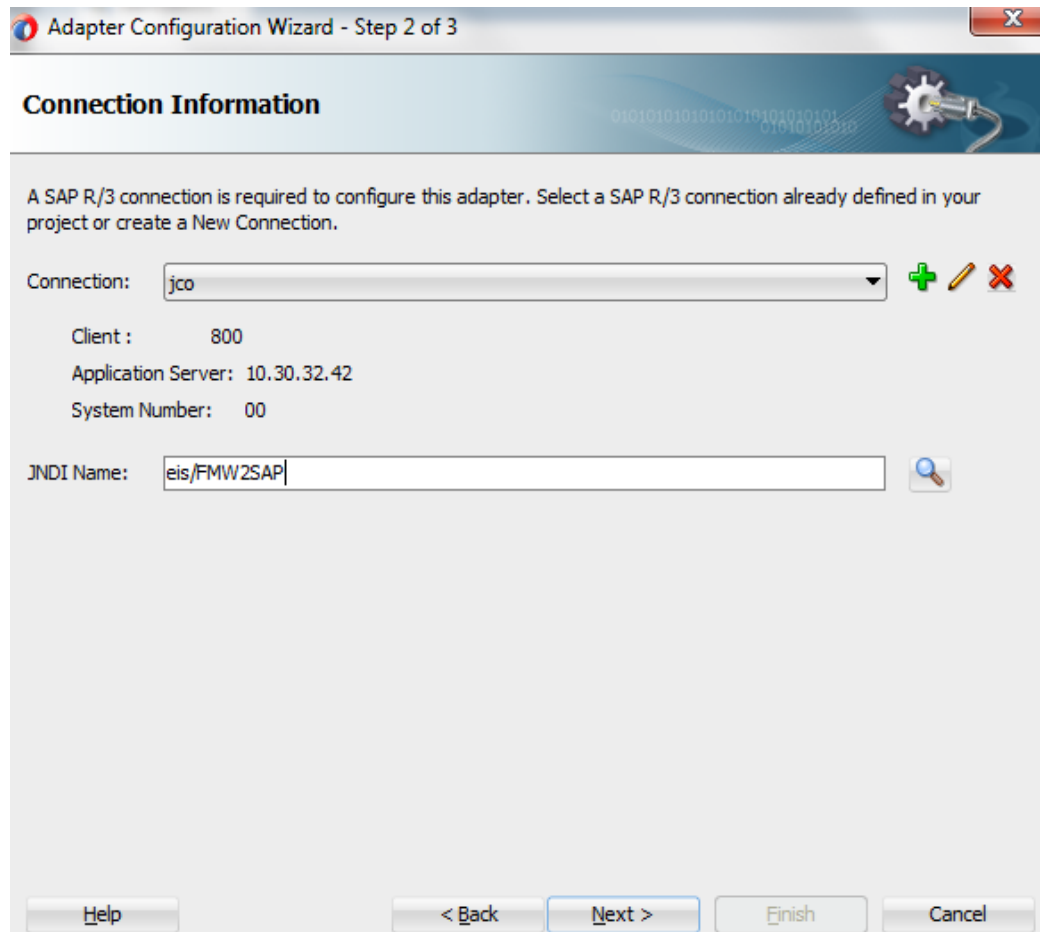 Adapter Configuration Wizard - Step 2 of 3
X
Connection Information
A SAP R/3 connection is required to configure this adapter. Select a SAP R/3 connection already defined in your
project or create a New Connection.
Connection: jco
Client : 800
Application Server: 10.30.32.42
System Number: 00
JNDI Name: eis/FMW2SAP
Help < Back Next > Finish Cancel